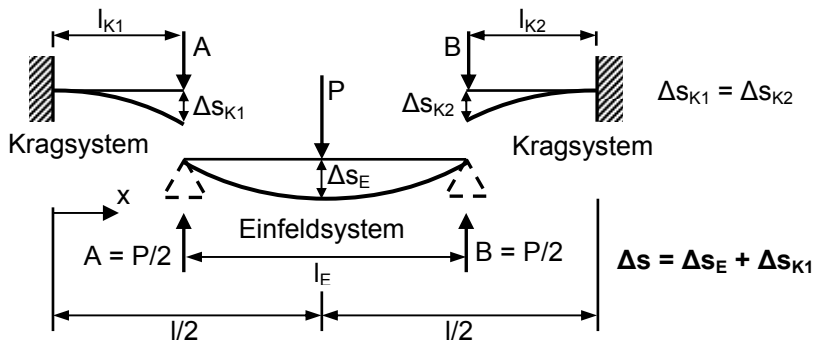 l_K1
A
B
l_K2
P
Δs_K1
Δs_K2
Δs_K1 = Δs_K2
Kragsystem
Kragsystem
Δs_E
x
Einfeldsystem
A = P/2
B = P/2
l_E
Δs = Δs_E + Δs_K1
l/2
l/2